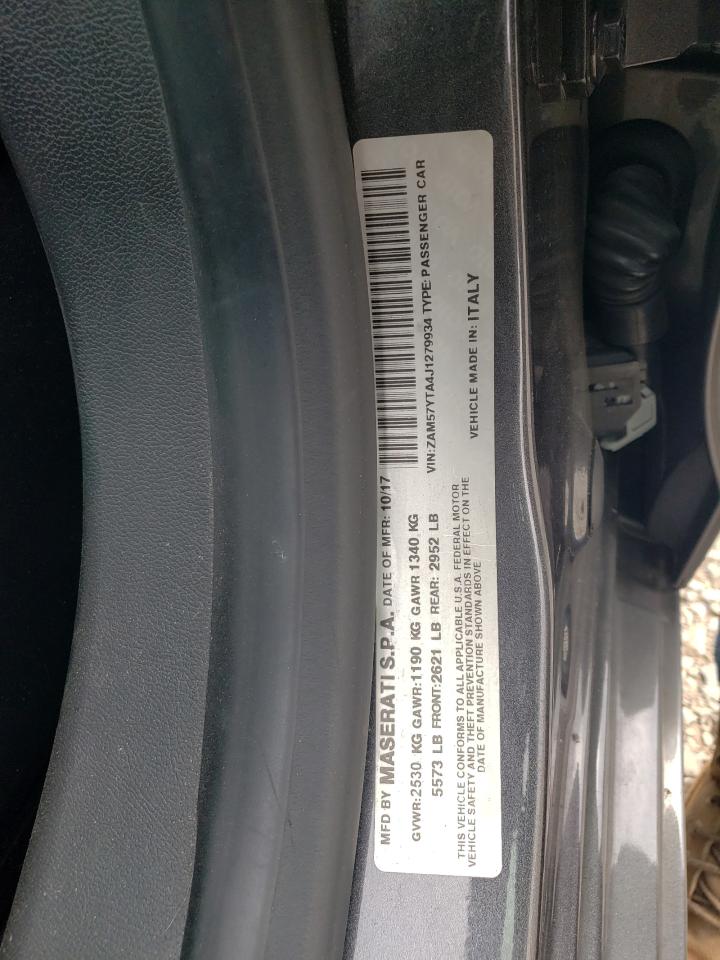 MFD BY MASERATI S.P.A. DATE OF MFR: 10/17
GVWR:2530 KG GAWR:1190 KG GAWR 1340 KG
5573 LB FRONT:2621 LB REAR: 2952 LB
VIN:ZAM57YTA4J1279934 TYPE:PASSENGER CAR
THIS VEHICLE CONFORMS TO ALL APPLICABLE U.S.A. FEDERAL MOTOR
VEHICLE SAFETY AND THEFT PREVENTION STANDARDS IN EFFECT ON THE
DATE OF MANUFACTURE SHOWN ABOVE
VEHICLE MADE IN: ITALY